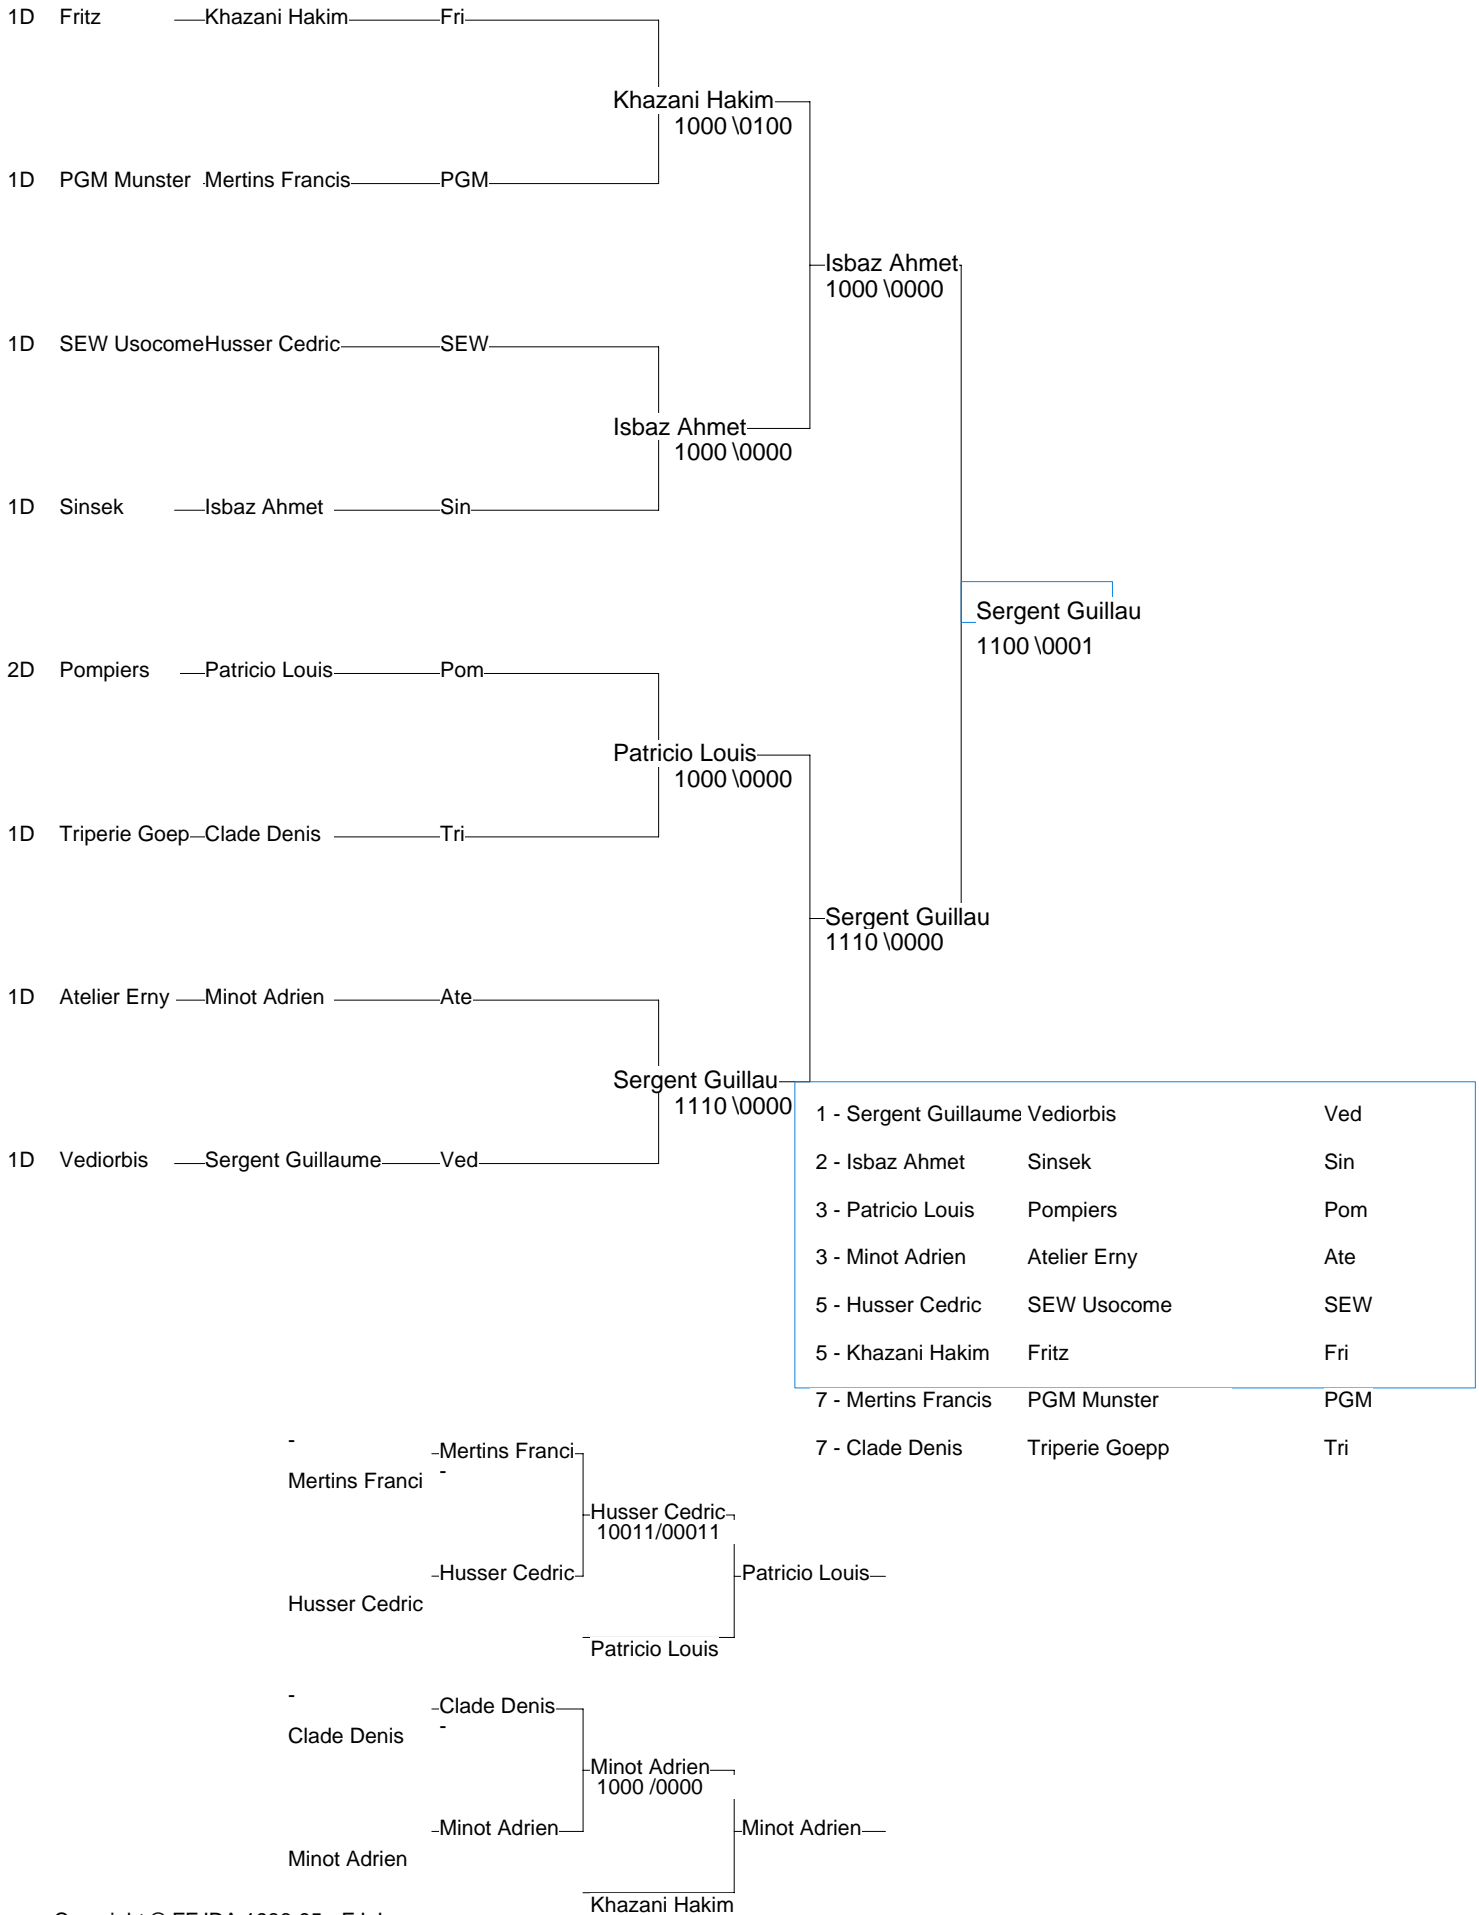 1D Fritz Khazani Hakim Fri
Khazani Hakim
1000 \0100
1D PGM Munster Mertins Francis PGM
Isbaz Ahmet
1000 \0000
1D SEW Usocome Husser Cedric SEW
Isbaz Ahmet
1000 \0000
1D Sinsek Isbaz Ahmet Sin
Sergent Guillau
1100 \0001
2D Pompiers Patricio Louis Pom
Patricio Louis
1000 \0000
1D Triperie Goep Clade Denis Tri
Sergent Guillau
1110 \0000
1D Atelier Erny Minot Adrien Ate
Sergent Guillau
1110 \0000
1D Vediorbis Sergent Guillaume Ved
1 - Sergent Guillaume Vediorbis Ved
2 - Isbaz Ahmet Sinsek Sin
3 - Patricio Louis Pompiers Pom
3 - Minot Adrien Atelier Erny Ate
5 - Husser Cedric SEW Usocome SEW
5 - Khazani Hakim Fritz Fri
7 - Mertins Francis PGM Munster PGM
7 - Clade Denis Triperie Goepp Tri
-
Mertins Franci
Mertins Franci
-
Husser Cedric
10011/00011
Husser Cedric
Patricio Louis
Husser Cedric
Patricio Louis
-
Clade Denis
Clade Denis
-
Minot Adrien
1000 /0000
Minot Adrien
Minot Adrien
Minot Adrien
Khazani Hakim